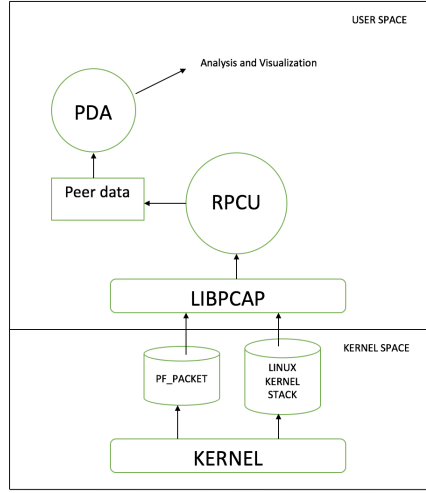 USER SPACE
Analysis and Visualization
PDA
Peer data
RPCU
LIBPCAP
KERNEL SPACE
PF_PACKET
LINUX
KERNEL
STACK
KERNEL